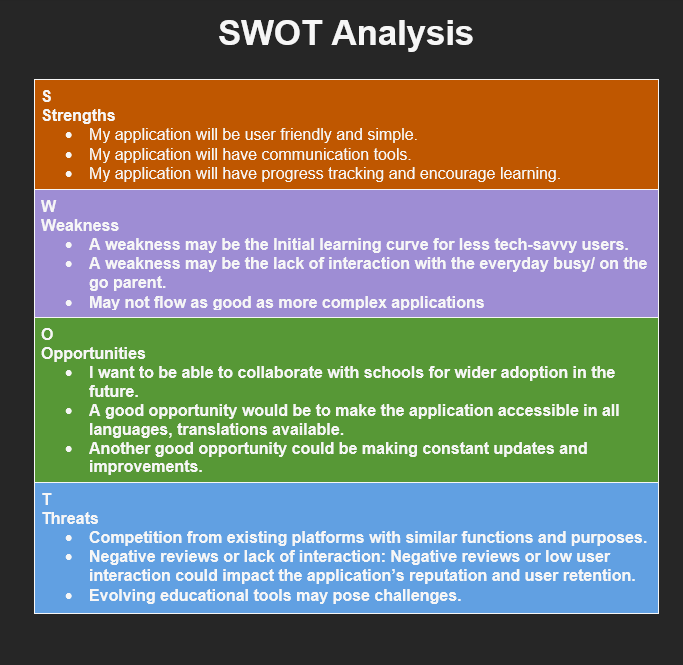 SWOT Analysis
S
Strengths
• My application will be user friendly and simple.
• My application will have communication tools.
• My application will have progress tracking and encourage learning.
W
Weakness
• A weakness may be the Initial learning curve for less tech-savvy users.
• A weakness may be the lack of interaction with the everyday busy/ on the
go parent.
• May not flow as good as more complex applications
O
Opportunities
• I want to be able to collaborate with schools for wider adoption in the
future.
• A good opportunity would be to make the application accessible in all
languages, translations available.
• Another good opportunity could be making constant updates and
improvements.
T
Threats
• Competition from existing platforms with similar functions and purposes.
• Negative reviews or lack of interaction: Negative reviews or low user
interaction could impact the application’s reputation and user retention.
• Evolving educational tools may pose challenges.